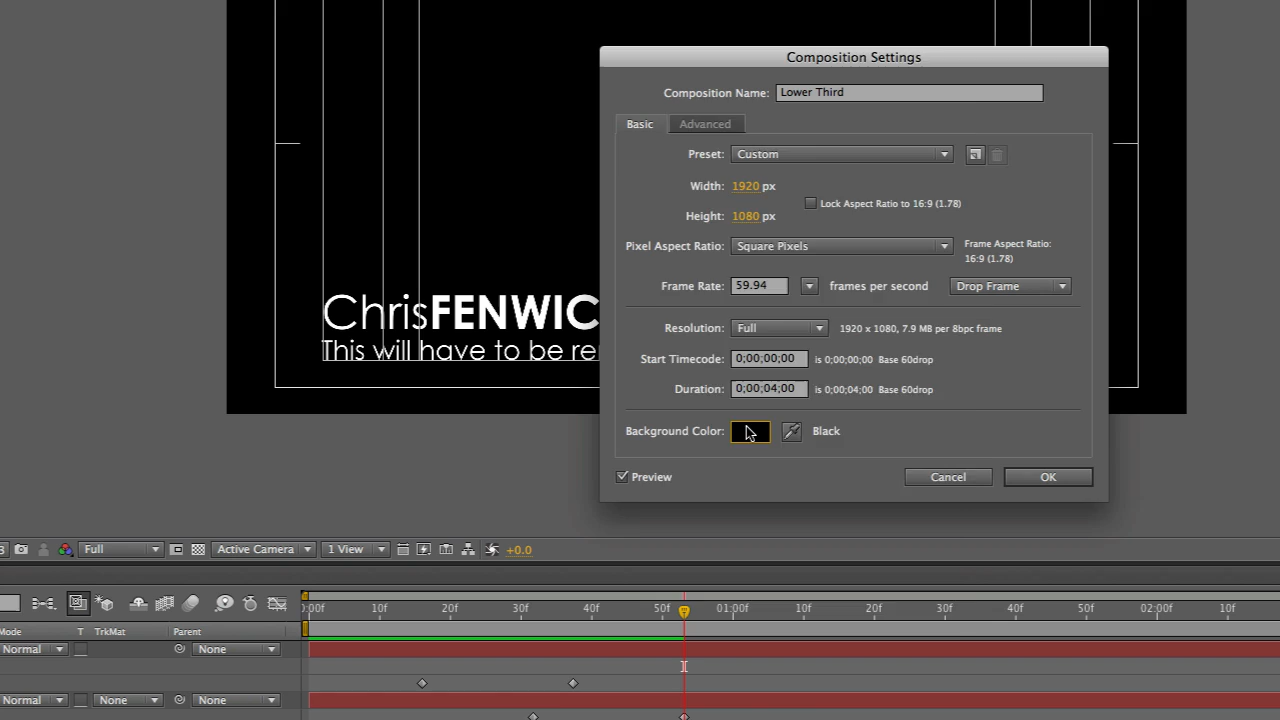 Composition Settings
Composition Name: Lower Third
Basic Advanced
Preset: Custom
Width: 1920 px
Lock Aspect Ratio to 16:9 (1.78)
Height: 1080 px
Pixel Aspect Ratio: Square Pixels
Frame Aspect Ratio:
16:9 (1.78)
Frame Rate: 59.94 frames per second Drop Frame
Resolution: Full 1920 x 1080, 7.9 MB per 8bpc frame
Start Timecode: 0;00;00;00 is 0;00;00;00 Base 60drop
Duration: 0;00;04;00 is 0;00;04;00 Base 60drop
Background Color: Black
Preview Cancel OK
ChrisFENWIC
This will have to be re
Full Active Camera 1 View +0.0
:00f 10f 20f 30f 40f 50f 01:00f 10f 20f 30f 40f 50f 02:00f 10f
Mode T TrkMat Parent
Normal None
Normal None None